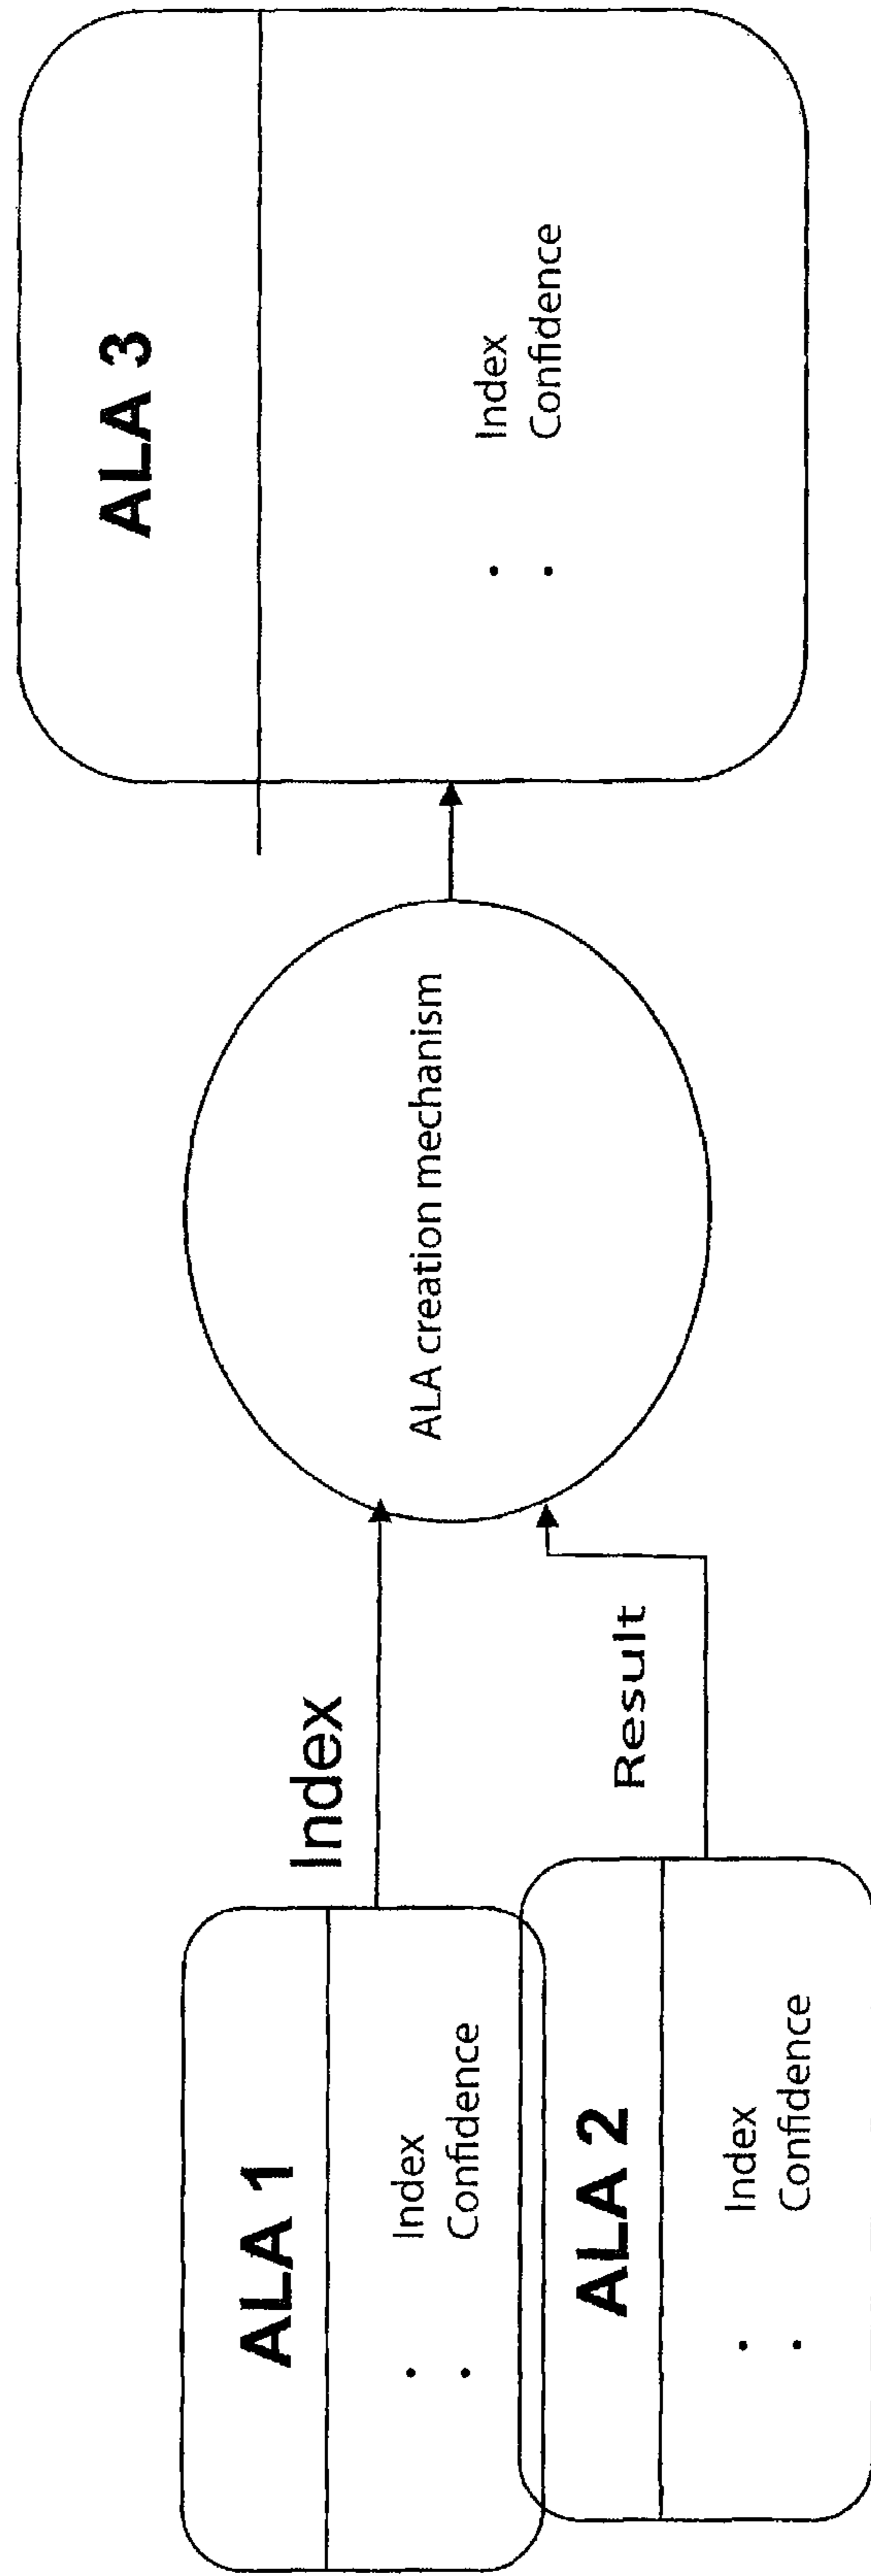 ALA 1
• Index
• Confidence
Index
ALA 2
• Index
• Confidence
Result
ALA creation mechanism
ALA 3
• Index
• Confidence